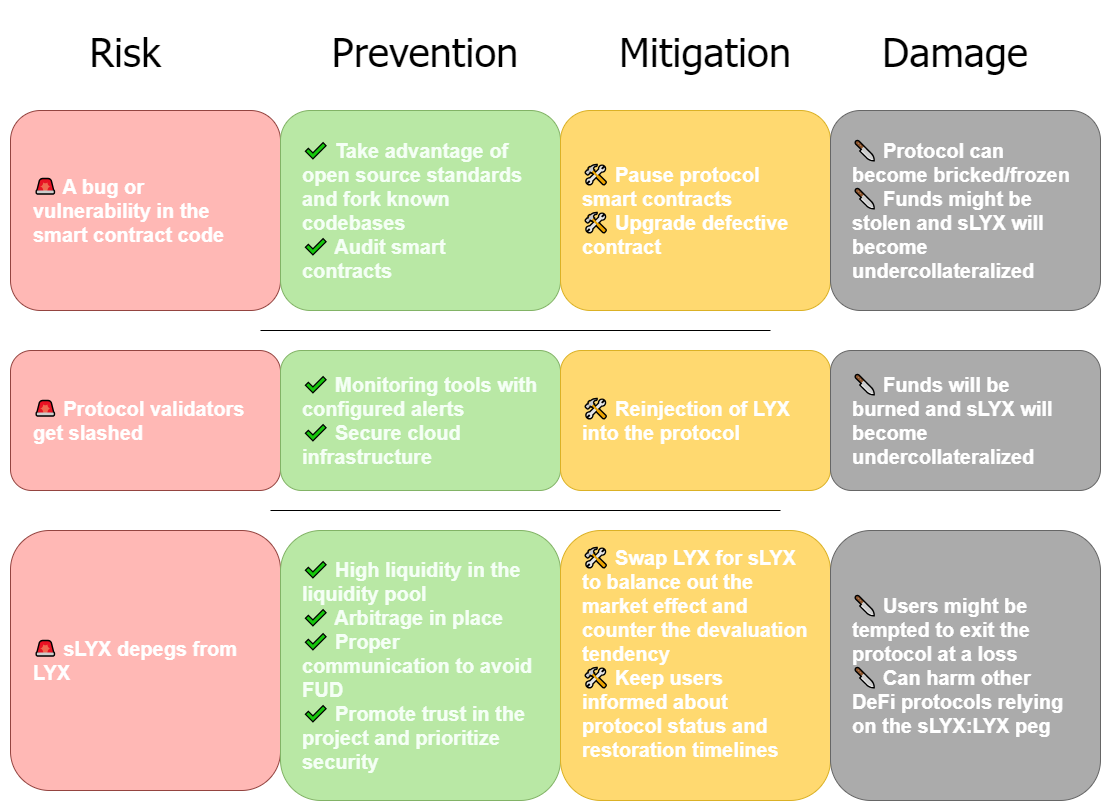 Risk
Prevention
Mitigation
Damage
🚨 A bug or
vulnerability in the
smart contract code
✔ Take advantage of
open source standards
and fork known
codebases
✔ Audit smart
contracts
🛠 Pause protocol
smart contracts
🛠 Upgrade defective
contract
🔪 Protocol can
become bricked/frozen
🔪 Funds might be
stolen and sLYX will
become
undercollateralized
🚨 Protocol validators
get slashed
✔ Monitoring tools with
configured alerts
✔ Secure cloud
infrastructure
🛠 Reinjection of LYX
into the protocol
🔪 Funds will be
burned and sLYX will
become
undercollateralized
🚨 sLYX depegs from
LYX
✔ High liquidity in the
liquidity pool
✔ Arbitrage in place
✔ Proper
communication to avoid
FUD
✔ Promote trust in the
project and prioritize
security
🛠 Swap LYX for sLYX
to balance out the
market effect and
counter the devaluation
tendency
🛠 Keep users
informed about
protocol status and
restoration timelines
🔪 Users might be
tempted to exit the
protocol at a loss
🔪 Can harm other
DeFi protocols relying
on the sLYX:LYX peg